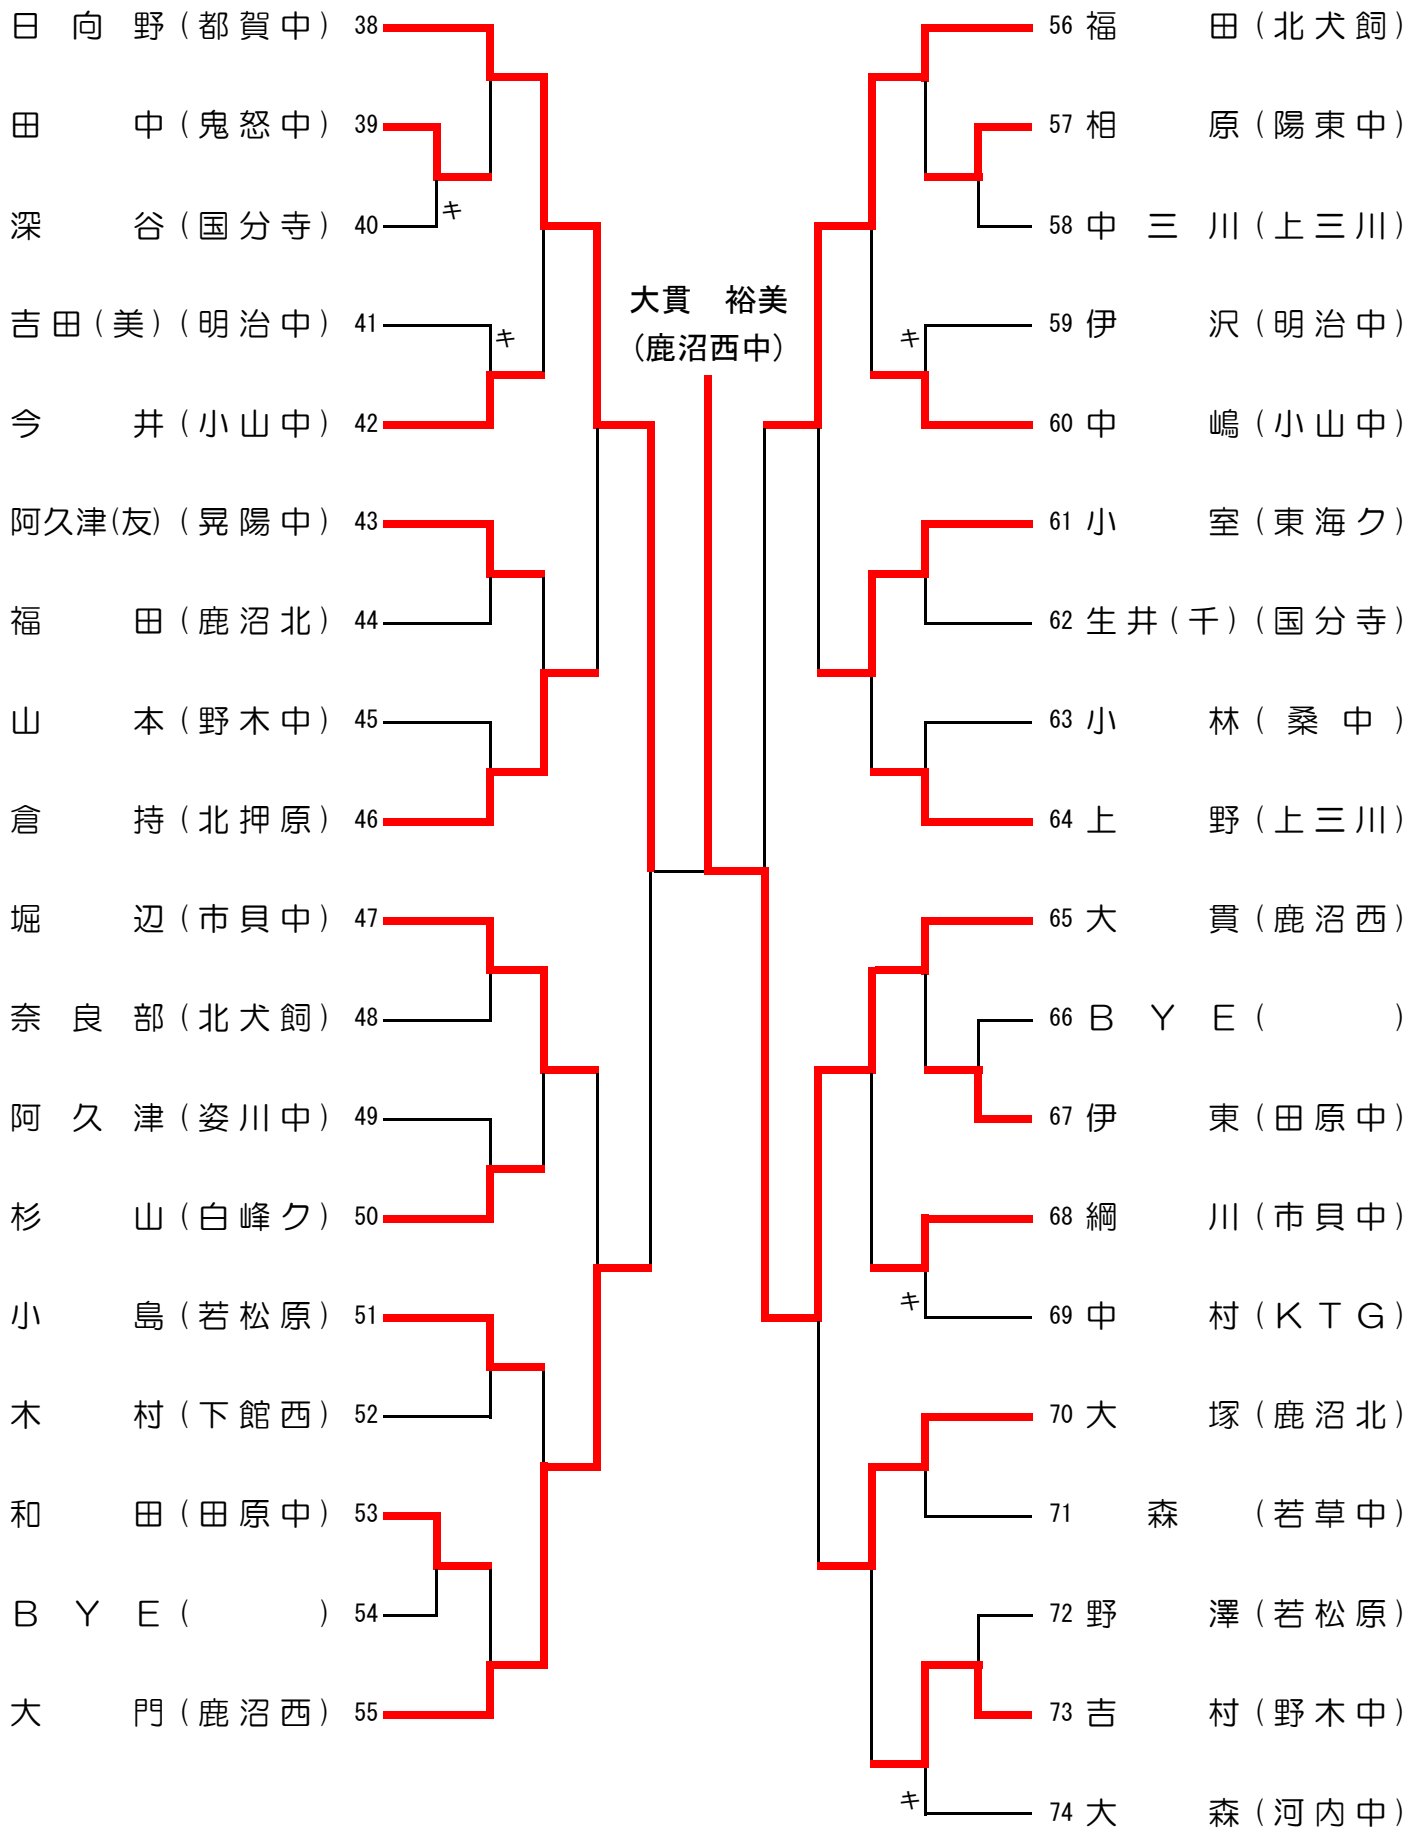 日向野(都賀中) 38
田中(鬼怒中) 39
深谷(国分寺) 40
キ
吉田(美)(明治中) 41
キ
今井(小山中) 42
阿久津(友)(晃陽中) 43
福田(鹿沼北) 44
山本(野木中) 45
倉持(北押原) 46
堀辺(市貝中) 47
奈良部(北犬飼) 48
阿久津(姿川中) 49
杉山(白峰ク) 50
小島(若松原) 51
木村(下館西) 52
和田(田原中) 53
BYE( ) 54
大門(鹿沼西) 55
大貫 裕美
(鹿沼西中)
56 福田(北犬飼)
57 相原(陽東中)
58 中三川(上三川)
59 伊沢(明治中)
キ
60 中嶋(小山中)
61 小室(東海ク)
62 生井(千)(国分寺)
63 小林(桑中)
64 上野(上三川)
65 大貫(鹿沼西)
66 BYE( )
67 伊東(田原中)
68 綱川(市貝中)
キ
69 中村(KTG)
70 大塚(鹿沼北)
71 森(若草中)
72 野澤(若松原)
73 吉村(野木中)
キ
74 大森(河内中)